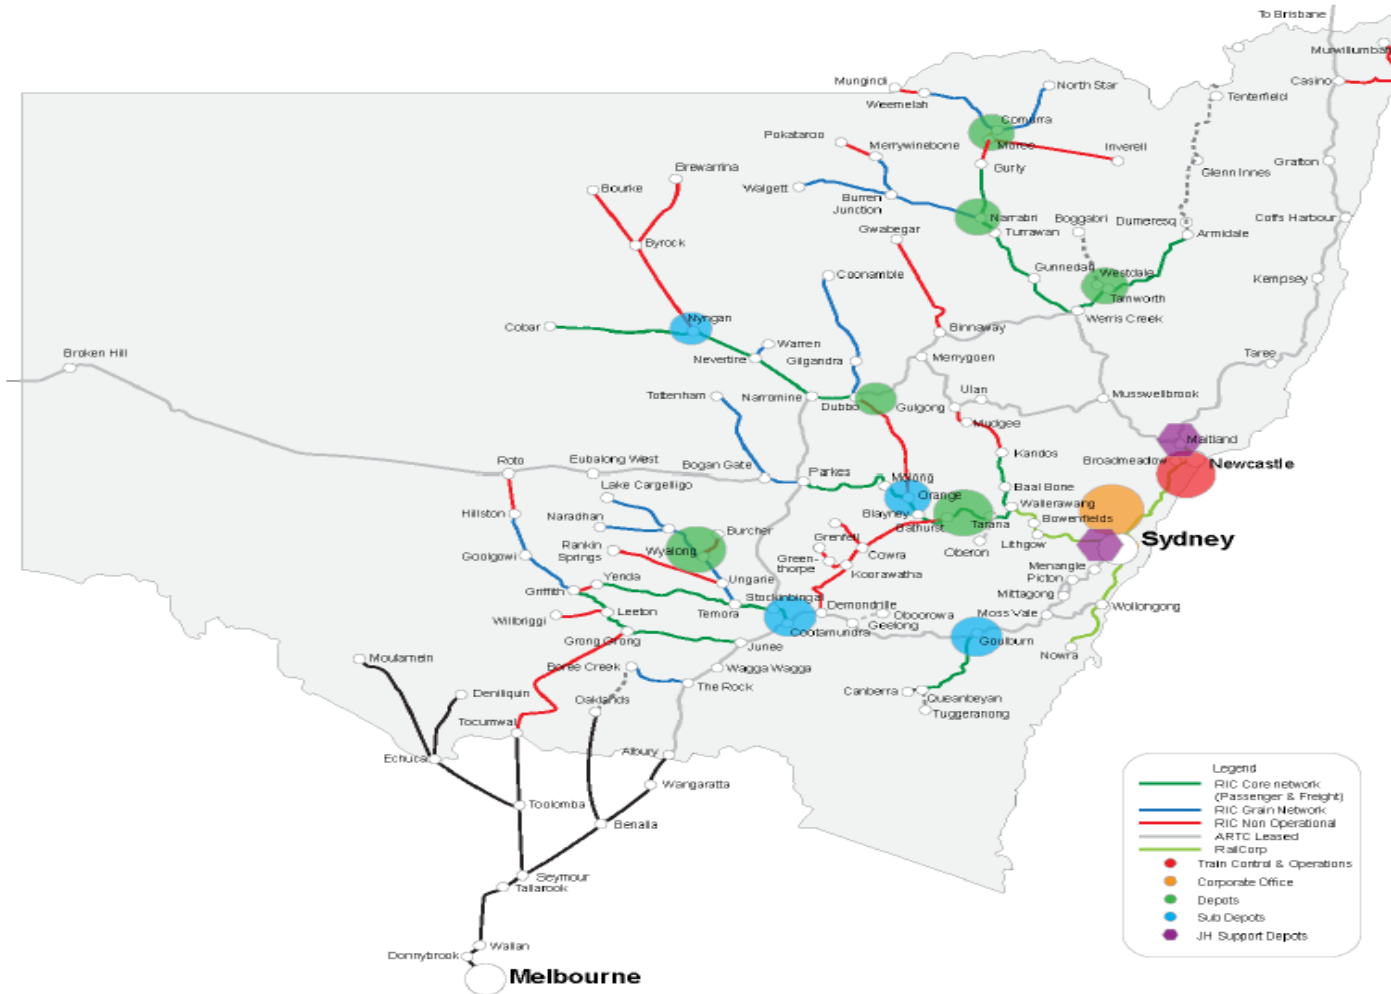 To Brisbane
Murwillumbah
Mungindi
North Star
Casino
Weemelah
Tenterfield
Camurra
Pokataroo
Moree
Merrywinebone
Inverell
Grafton
Brewarrina
Gurly
Glenn Innes
Bourke
Walgett
Burren
Junction
Narrabri
Boggabri
Dumeresq
Coffs Harbour
Gwabegar
Turrawan
Armidale
Byrock
Gunnedah
Westdale
Coonamble
Kempsey
Tamworth
Nyngan
Werris Creek
Cobar
Binnaway
Warren
Broken Hill
Nevertire
Gilgandra
Merrygoen
Taree
Ulan
Musswellbrook
Tottenham
Narromine
Dubbo
Gulgong
Mudgee
Maitland
Kandos
Roto
Eubalong West
Bogan Gate
Parkes
Molong
Broadmeadow
Newcastle
Lake Cargelligo
Orange
Baal Bone
Wallerawang
Hillston
Blayney
Bowenfields
Naradhan
Burcher
Bathurst
Tarana
Grenfell
Lithgow
Sydney
Goolgowi
Rankin
Springs
Wyalong
Green-
thorpe
Cowra
Oberon
Koorawatha
Menangle
Picton
Yenda
Ungarie
Griffith
Stockinbingal
Mittagong
Temora
Demondrille
Oboorowa
Moss Vale
Wollongong
Willbriggi
Leeton
Geelong
Cootamundra
Goulburn
Grong Grong
Junee
Nowra
Moulamein
Boree Creek
Wagga Wagga
The Rock
Canberra
Queanbeyan
Deniliquin
Oaklands
Tuggeranong
Tocumwal
Albury
Echuca
Wangaratta
Toolomba
Benalla
Seymour
Tallarook
Wallan
Donnybrook
Melbourne
Legend
RIC Core network
(Passenger & Freight)
RIC Grain Network
RIC Non Operational
ARTC Leased
RailCorp
Train Control & Operations
Corporate Office
Depots
Sub Depots
JH Support Depots